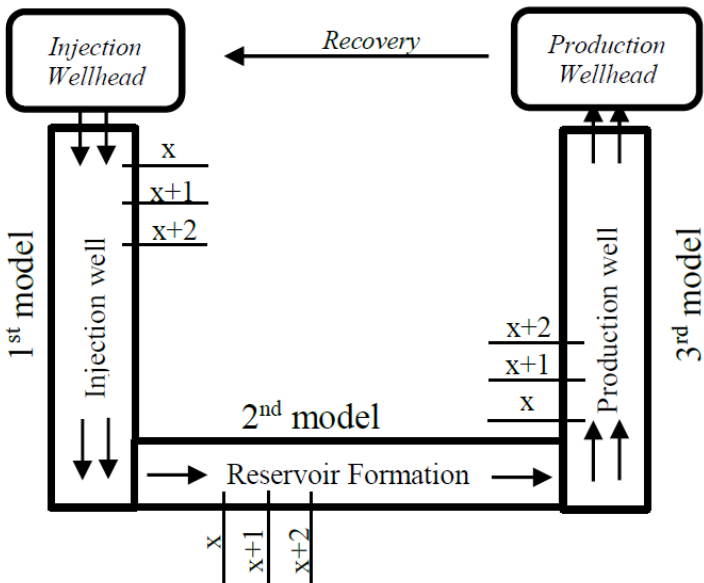 Injection
Wellhead
Recovery
Production
Wellhead
x
x+1
x+2
1st model
Injection well
2nd model
Reservoir Formation
x
x+1
x+2
x+2
x+1
x
Production well
3rd model